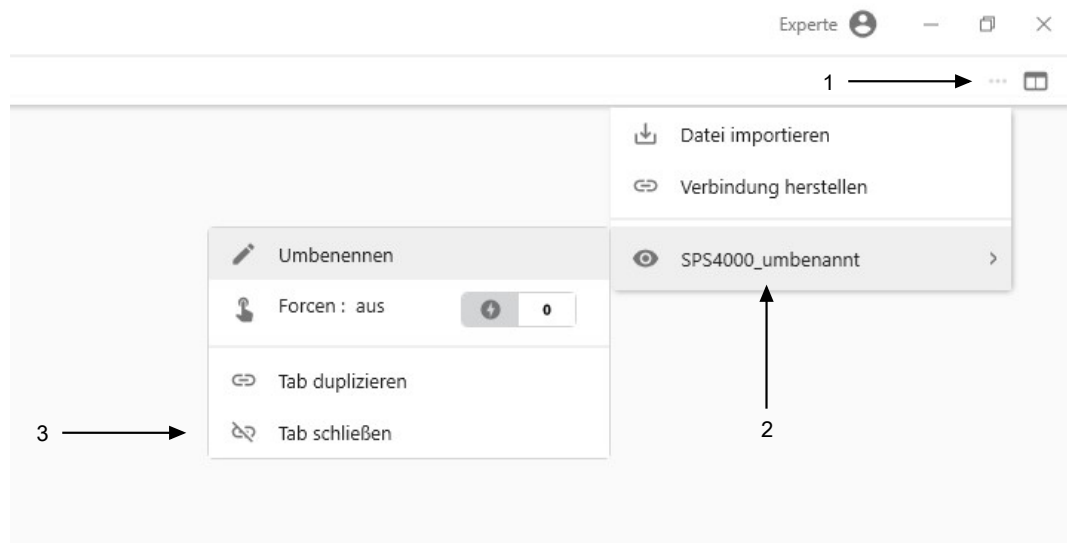 Experte
1
Datei importieren
Verbindung herstellen
SPS4000_umbenannt
Umbenennen
Forcen : aus 0
Tab duplizieren
Tab schließen
3
2